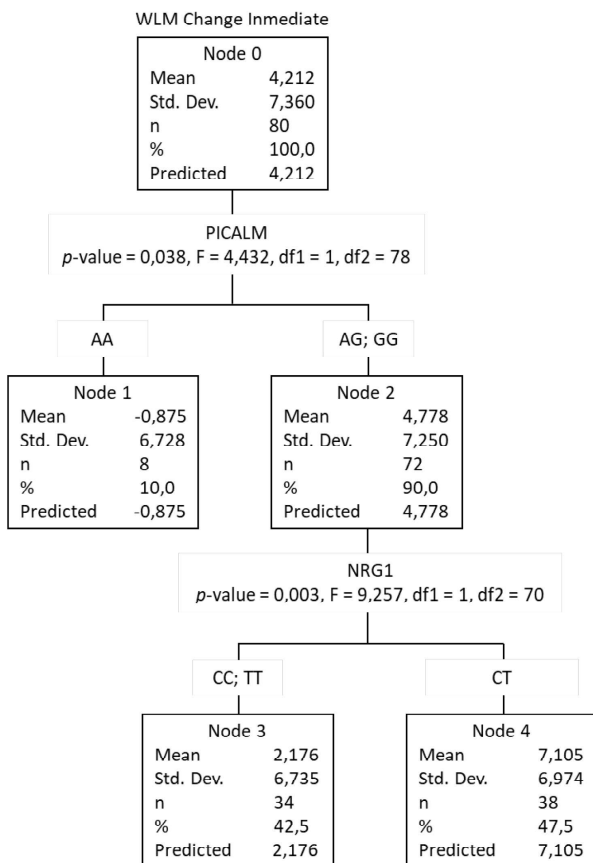 WLM Change Inmediate
Node 0
Mean 4,212
Std. Dev. 7,360
n 80
% 100,0
Predicted 4,212
PICALM
p-value = 0,038, F = 4,432, df1 = 1, df2 = 78
AA
AG; GG
Node 1
Mean -0,875
Std. Dev. 6,728
n 8
% 10,0
Predicted -0,875
Node 2
Mean 4,778
Std. Dev. 7,250
n 72
% 90,0
Predicted 4,778
NRG1
p-value = 0,003, F = 9,257, df1 = 1, df2 = 70
CC; TT
CT
Node 3
Mean 2,176
Std. Dev. 6,735
n 34
% 42,5
Predicted 2,176
Node 4
Mean 7,105
Std. Dev. 6,974
n 38
% 47,5
Predicted 7,105